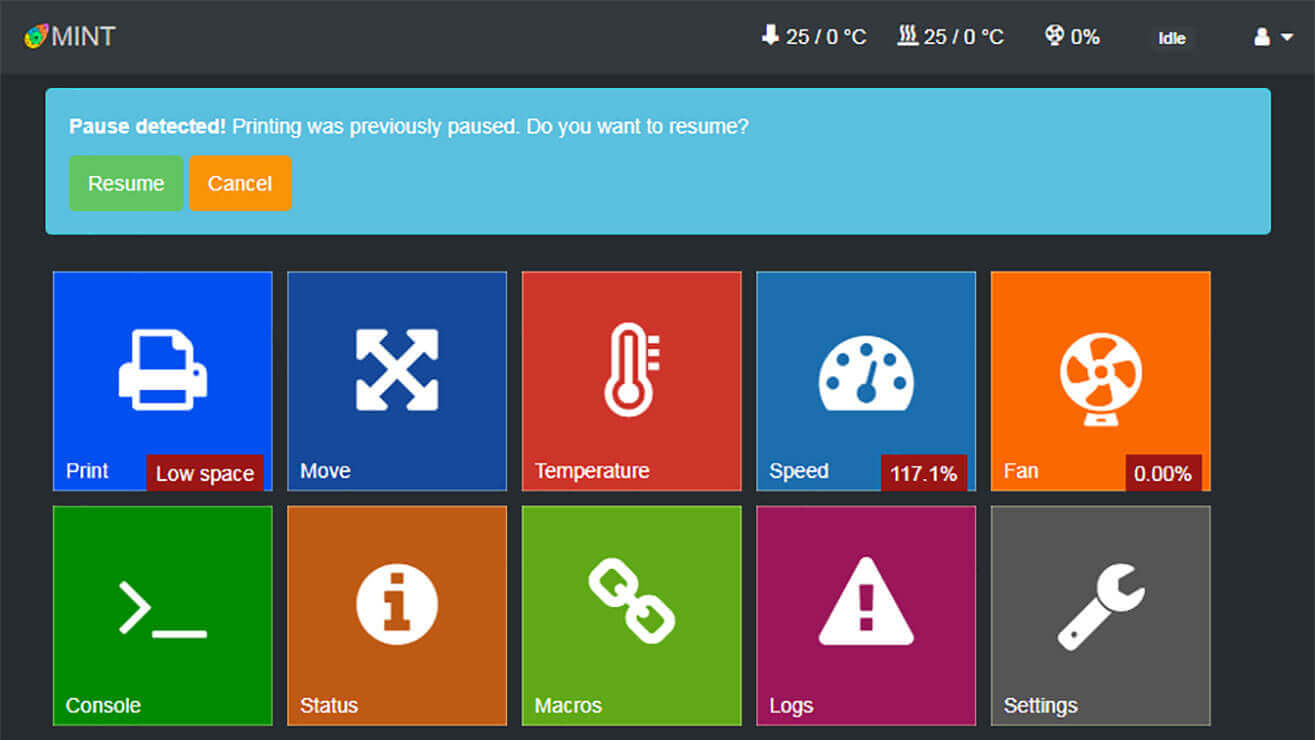 MINT 25 / 0 °C 25 / 0 °C 0% Idle
Pause detected! Printing was previously paused. Do you want to resume?
Resume Cancel
Print Low space Move Temperature Speed 117.1% Fan 0.00%
Console Status Macros Logs Settings